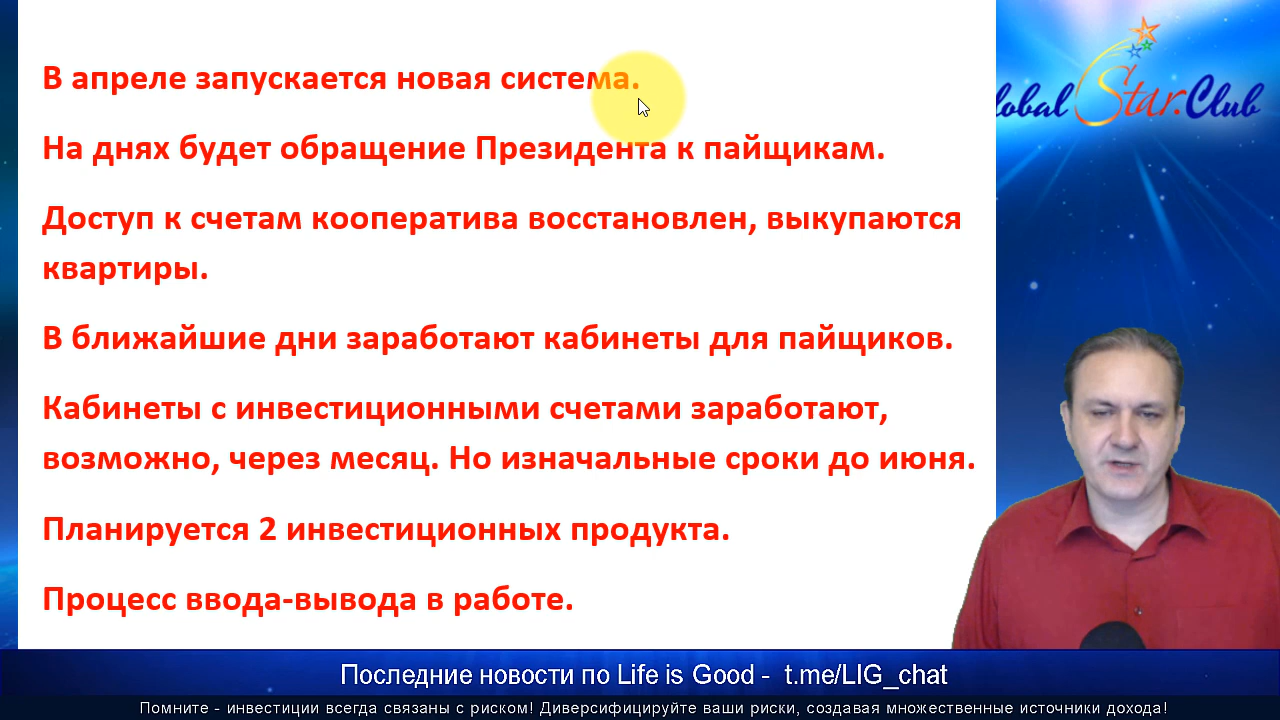 В апреле запускается новая система.
На днях будет обращение Президента к пайщикам.
Доступ к счетам кооператива восстановлен, выкупаются
квартиры.
В ближайшие дни заработают кабинеты для пайщиков.
Кабинеты с инвестиционными счетами заработают,
возможно, через месяц. Но изначальные сроки до июня.
Планируется 2 инвестиционных продукта.
Процесс ввода-вывода в работе.
lobal Star.Club
Последние новости по Life is Good - t.me/LIG_chat
Помните - инвестиции всегда связаны с риском! Диверсифицируйте ваши риски, создавая множественные источники дохода!